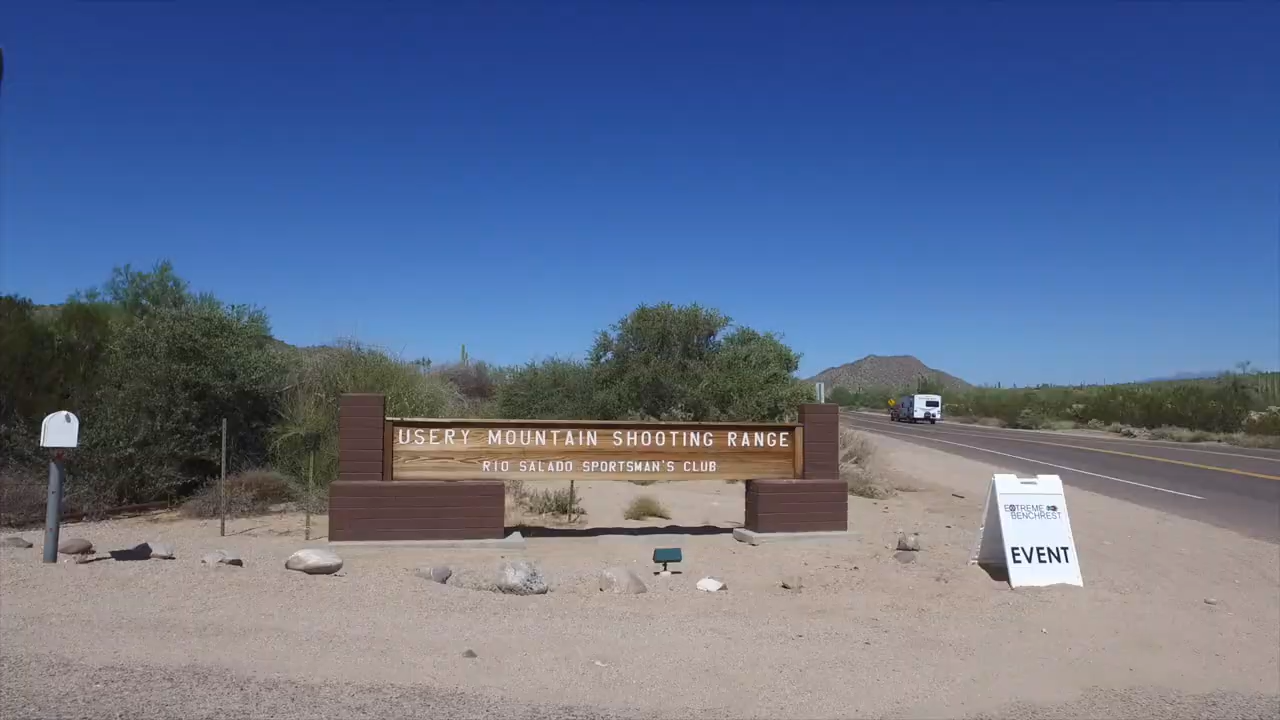 USERY MOUNTAIN SHOOTING RANGE
RIO SALADO SPORTSMAN'S CLUB
EXTREME
BENCHREST
EVENT